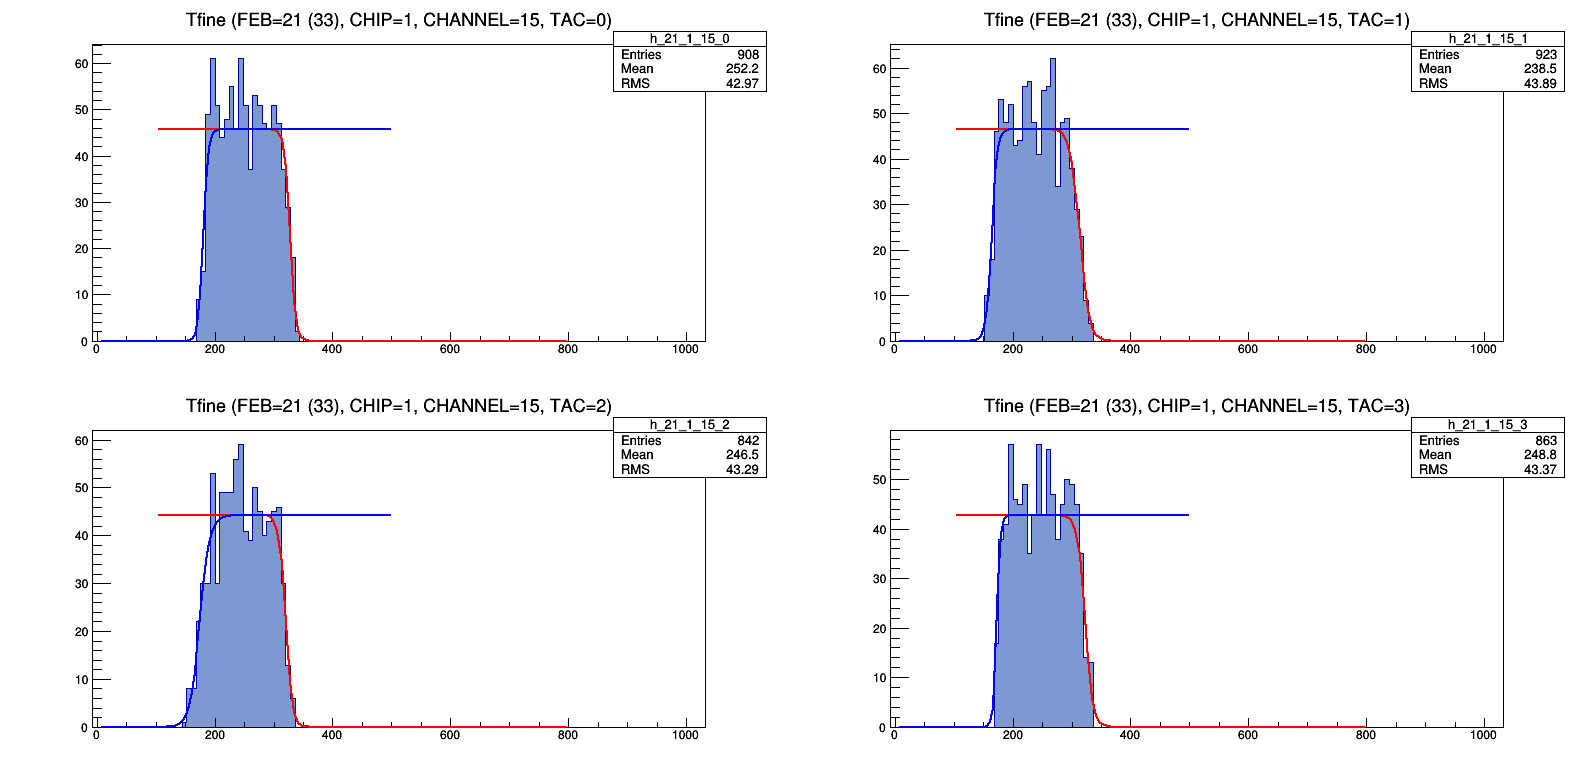 Tfine (FEB=21 (33), CHIP=1, CHANNEL=15, TAC=0)
h_21_1_15_0
Entries 908
Mean 252.2
RMS 42.97
60
50
40
30
20
10
0
0 200 400 600 800 1000
Tfine (FEB=21 (33), CHIP=1, CHANNEL=15, TAC=1)
h_21_1_15_1
Entries 923
Mean 238.5
RMS 43.89
60
50
40
30
20
10
0
0 200 400 600 800 1000
Tfine (FEB=21 (33), CHIP=1, CHANNEL=15, TAC=2)
h_21_1_15_2
Entries 842
Mean 246.5
RMS 43.29
60
50
40
30
20
10
0
0 200 400 600 800 1000
Tfine (FEB=21 (33), CHIP=1, CHANNEL=15, TAC=3)
h_21_1_15_3
Entries 863
Mean 248.8
RMS 43.37
50
40
30
20
10
0
0 200 400 600 800 1000